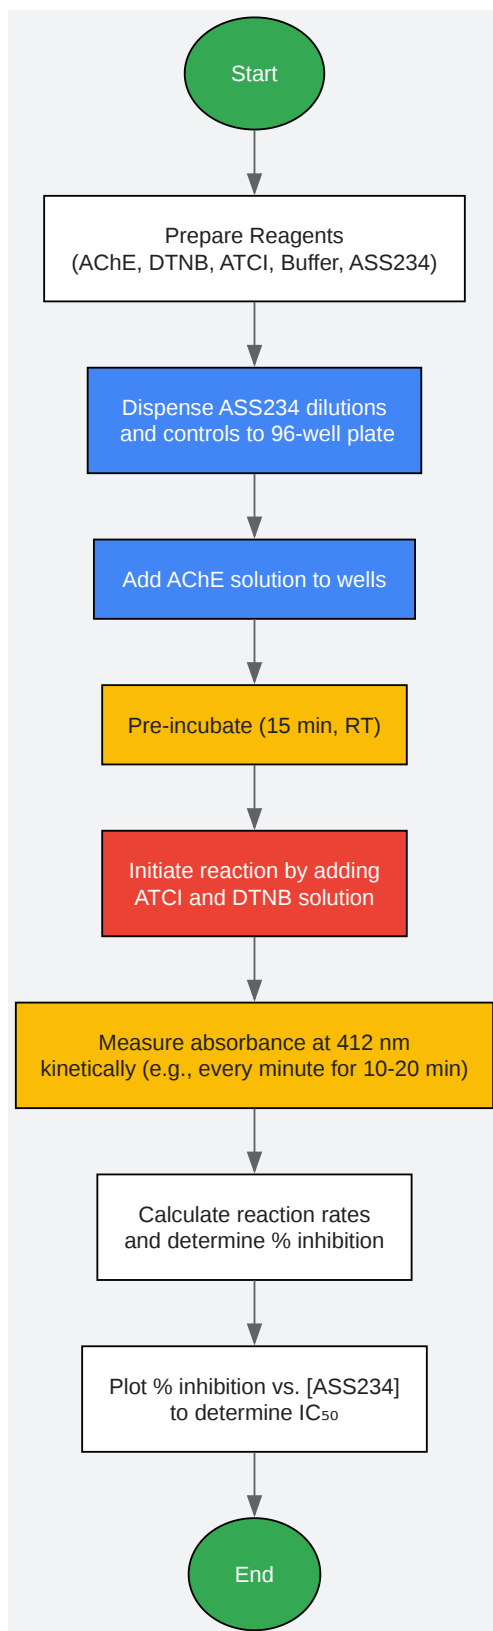 Start
Prepare Reagents
(AChE, DTNB, ATCI, Buffer, ASS234)
Dispense ASS234 dilutions
and controls to 96-well plate
Add AChE solution to wells
Pre-incubate (15 min, RT)
Initiate reaction by adding
ATCI and DTNB solution
Measure absorbance at 412 nm
kinetically (e.g., every minute for 10-20 min)
Calculate reaction rates
and determine % inhibition
Plot % inhibition vs. [ASS234]
to determine IC₅₀
End